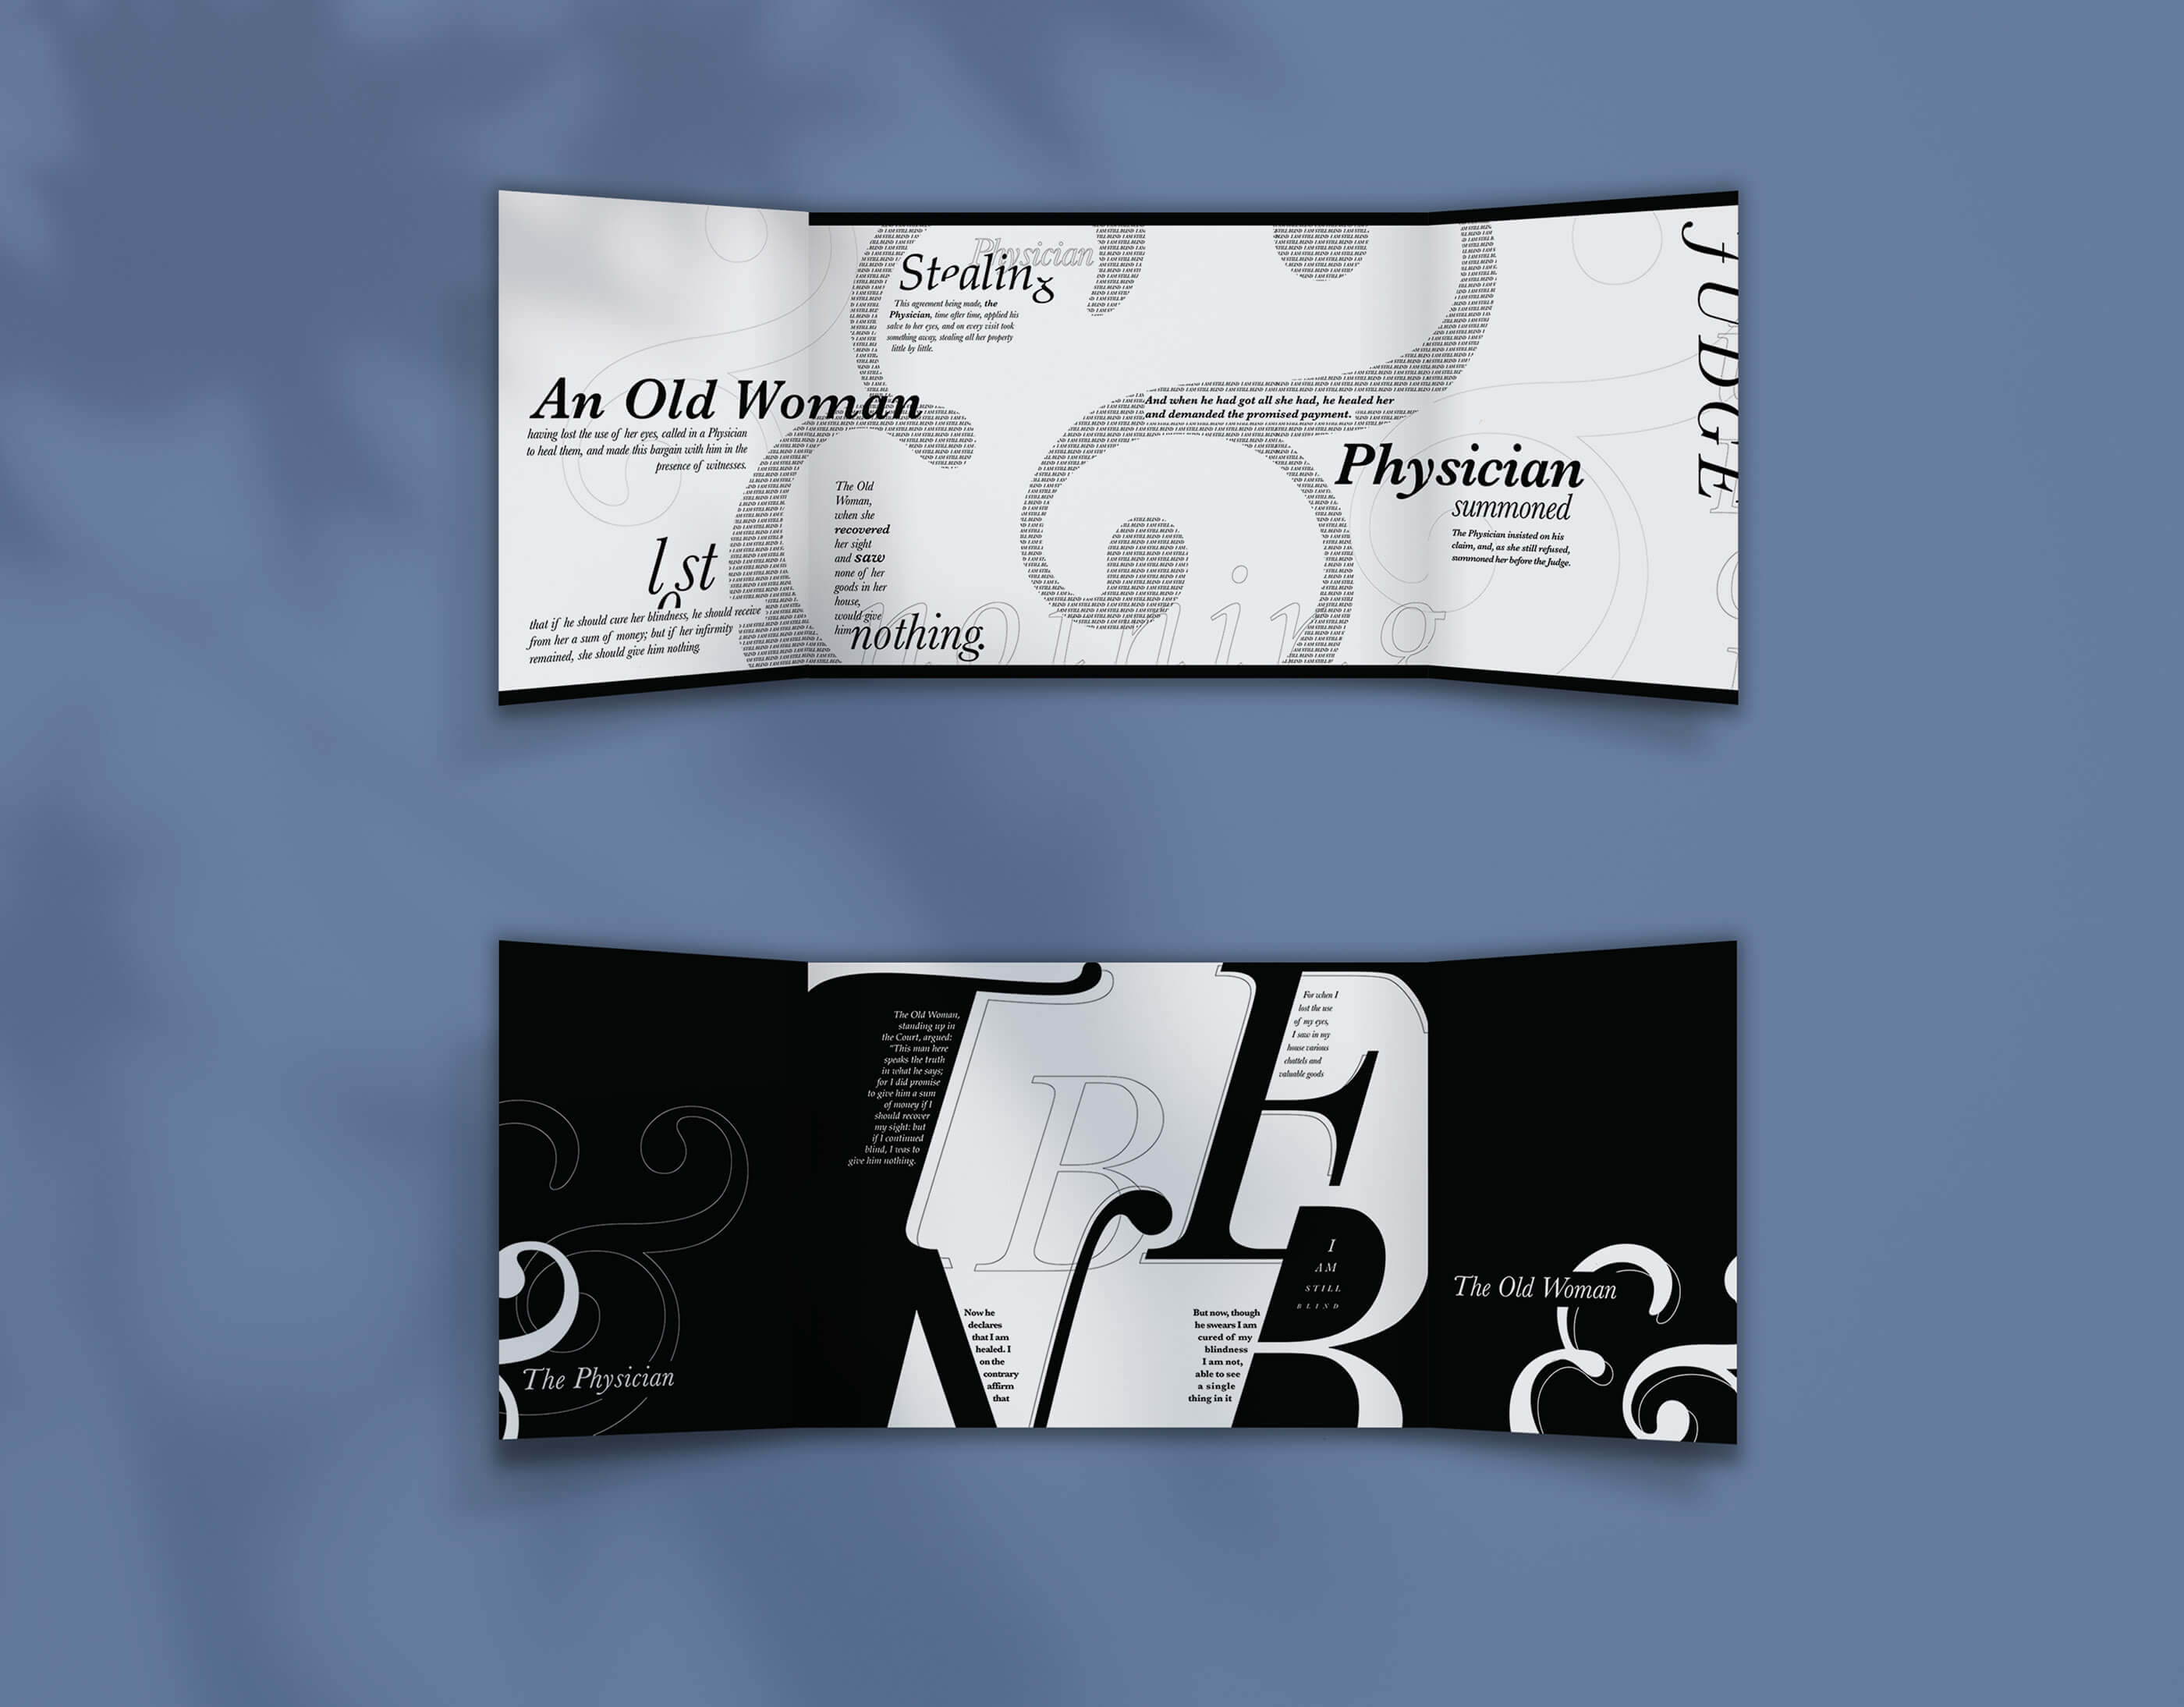 Physician
Stealing
This agreement being made, the
Physician, time after time, applied his
salve to her eyes, and on every visit took
something away, stealing all her property
little by little.
An Old Woman
having lost the use of her eyes, called in a Physician
to heal them, and made this bargain with him in the
presence of witnesses.
lost
that if he should cure her blindness, he should receive
from her a sum of money; but if her infirmity
remained, she should give him nothing.
The Old
Woman,
when she
recovered
her sight
and saw
none of her
goods in her
house,
would give
him
nothing.
morning
And when he had got all she had, he healed her
and demanded the promised payment.
Physician
summoned
The Physician insisted on his
claim, and, as she still refused,
summoned her before the Judge.
JUDGE
I AM STILL BLIND
&
The Physician
The Old Woman,
standing up in
the Court, argued:
"This man here
speaks the truth
in what he says;
for I did promise
to give him a sum
of money if I
should recover
my sight: but
if I continued
blind, I was to
give him nothing.
B
E
For when I
lost the use
of my eyes,
I saw in my
house various
chattels and
valuable goods
Now he
declares
that I am
healed. I
on the
contrary
affirm
that
I
AM
STILL
BLIND
B
But now, though
he swears I am
cured of my
blindness
I am not,
able to see
a single
thing in it
The Old Woman
&